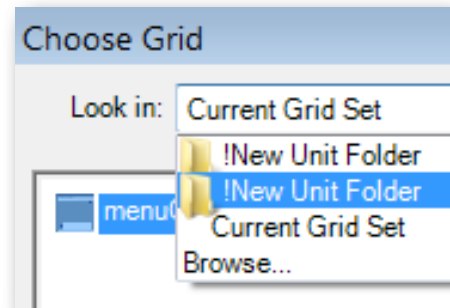 Choose Grid
Look in: Current Grid Set
!New Unit Folder
!New Unit Folder
Current Grid Set
Browse...